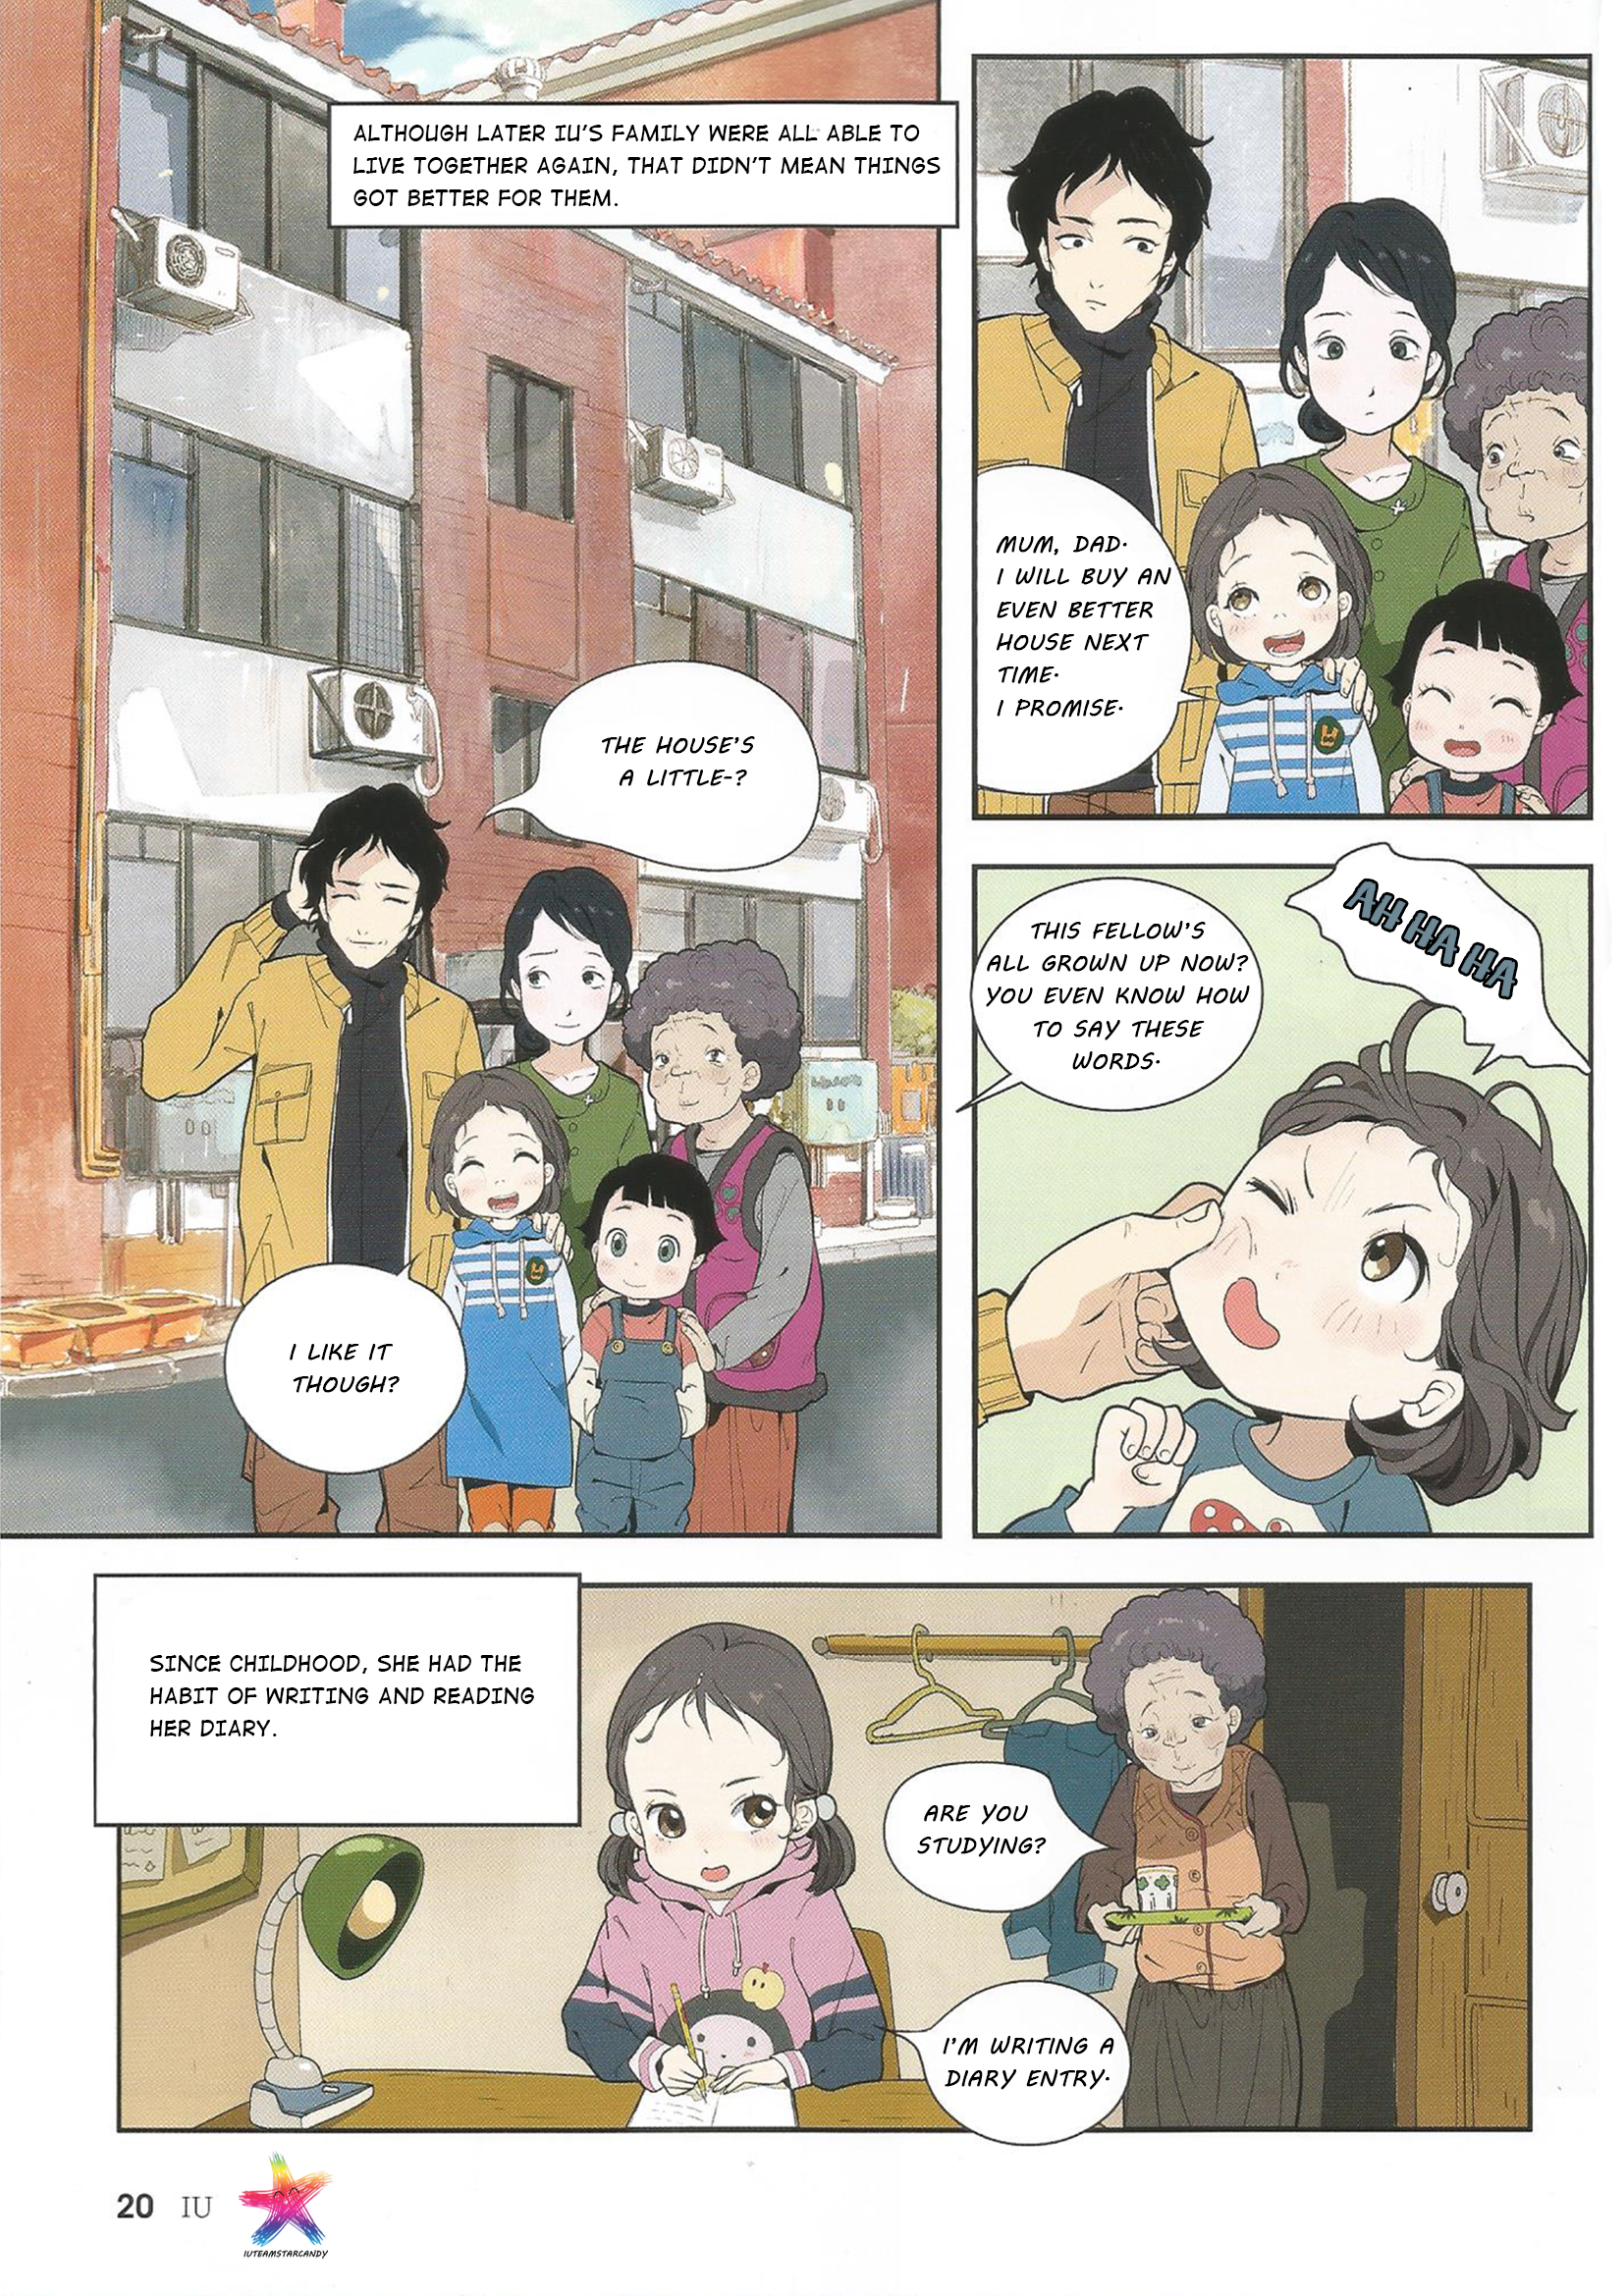 ALTHOUGH LATER IU'S FAMILY WERE ALL ABLE TO
LIVE TOGETHER AGAIN, THAT DIDN'T MEAN THINGS
GOT BETTER FOR THEM.
THE HOUSE'S
A LITTLE-?
I LIKE IT
THOUGH?
MUM, DAD.
I WILL BUY AN
EVEN BETTER
HOUSE NEXT
TIME.
I PROMISE.
THIS FELLOW'S
ALL GROWN UP NOW?
YOU EVEN KNOW HOW
TO SAY THESE
WORDS.
AH HA HA
SINCE CHILDHOOD, SHE HAD THE
HABIT OF WRITING AND READING
HER DIARY.
ARE YOU
STUDYING?
I'M WRITING A
DIARY ENTRY.
20 IU
IUTEAMSTARCANDY